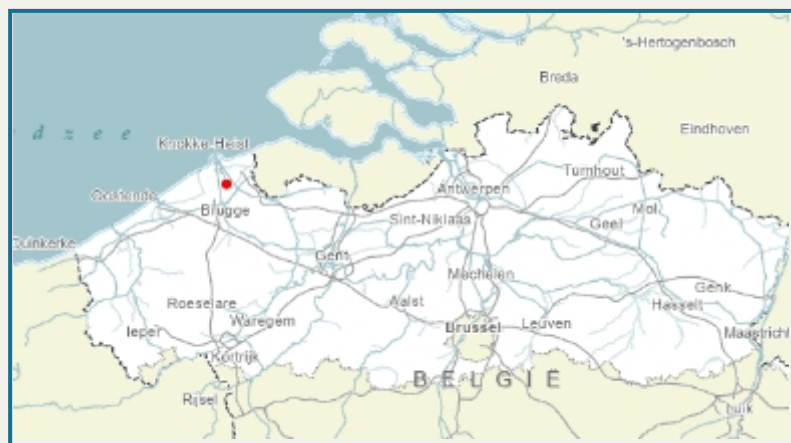 's-Hertogenbosch
Breda
Eindhoven
d z e e
Knokke-Heist
Turnhout
Antwerpen
Oostende
Mol
Brugge
Sint-Niklaas
Geel
Duinkerke
Gent
Mechelen
Genk
Roeselare
Aalst
Hasselt
Waregem
Brussel
Leuven
Ieper
Maastricht
Kortrijk
BELGIË
Rijsel
Luik